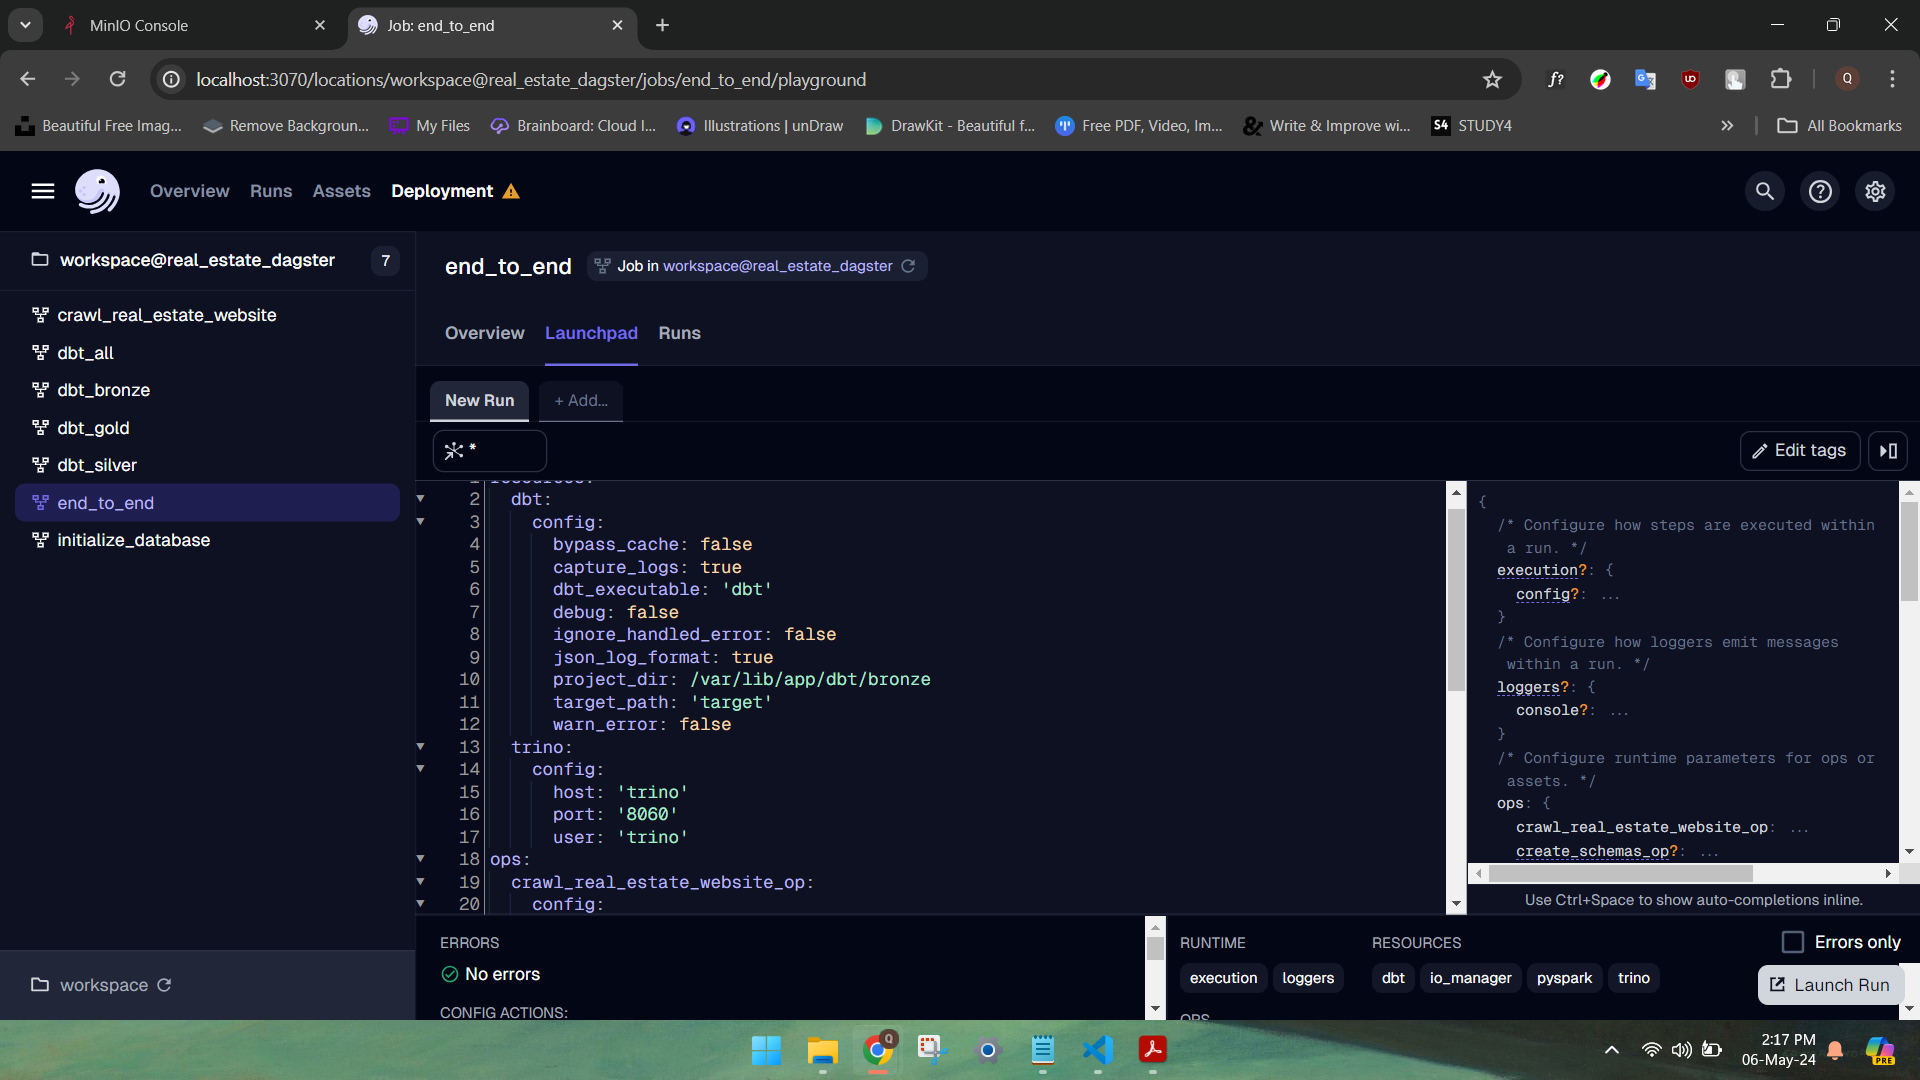 MinIO Console
Job: end_to_end
localhost:3070/locations/workspace@real_estate_dagster/jobs/end_to_end/playground
f?
Q
Beautiful Free Imag...
Remove Backgroun...
My Files
Brainboard: Cloud I...
Illustrations | unDraw
DrawKit - Beautiful f...
Free PDF, Video, Im...
Write & Improve wi...
S4 STUDY4
All Bookmarks
Overview
Runs
Assets
Deployment
workspace@real_estate_dagster
7
crawl_real_estate_website
dbt_all
dbt_bronze
dbt_gold
dbt_silver
end_to_end
initialize_database
workspace
end_to_end
Job in workspace@real_estate_dagster
Overview
Launchpad
Runs
New Run
+ Add...
*
Edit tags
1 resources:
2 dbt:
3 config:
4 bypass_cache: false
5 capture_logs: true
6 dbt_executable: 'dbt'
7 debug: false
8 ignore_handled_error: false
9 json_log_format: true
10 project_dir: /var/lib/app/dbt/bronze
11 target_path: 'target'
12 warn_error: false
13 trino:
14 config:
15 host: 'trino'
16 port: '8060'
17 user: 'trino'
18 ops:
19 crawl_real_estate_website_op:
20 config:
{
/* Configure how steps are executed within
a run. */
execution?: {
config?: ...
}
/* Configure how loggers emit messages
within a run. */
loggers?: {
console?: ...
}
/* Configure runtime parameters for ops or
assets. */
ops: {
crawl_real_estate_website_op: ...
create_schemas_op?: ...
Use Ctrl+Space to show auto-completions inline.
ERRORS
No errors
CONFIG ACTIONS:
RUNTIME
execution
loggers
RESOURCES
dbt
io_manager
pyspark
trino
OPS
Errors only
Launch Run
Q
2:17 PM
06-May-24
PRE